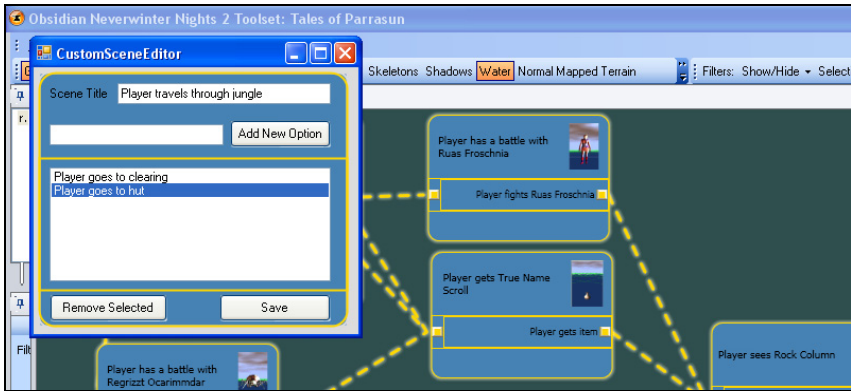 Obsidian Neverwinter Nights 2 Toolset: Tales of Parrasun
CustomSceneEditor
Skeletons Shadows Water Normal Mapped Terrain
Filters: Show/Hide Select
Scene Title Player travels through jungle
Add New Option
Player goes to clearing
Player goes to hut
Remove Selected Save
Player has a battle with
Ruas Froschnia
Player fights Ruas Froschnia
Player gets True Name
Scroll
Player gets item
Player sees Rock Column
Filt
Player has a battle with
Regrizzt Ocarimmdar